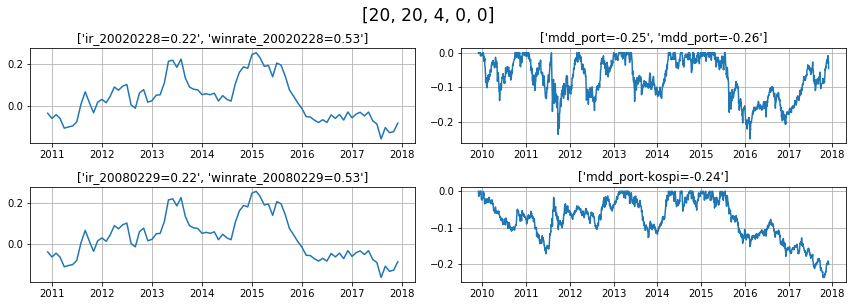 [20, 20, 4, 0, 0]
['ir_20020228=0.22', 'winrate_20020228=0.53']
0.2
0.0
2011 2012 2013 2014 2015 2016 2017 2018
['mdd_port=-0.25', 'mdd_port=-0.26']
0.0
−0.1
−0.2
2010 2011 2012 2013 2014 2015 2016 2017 2018
['ir_20080229=0.22', 'winrate_20080229=0.53']
0.2
0.0
2011 2012 2013 2014 2015 2016 2017 2018
['mdd_port-kospi=-0.24']
0.0
−0.1
−0.2
2010 2011 2012 2013 2014 2015 2016 2017 2018